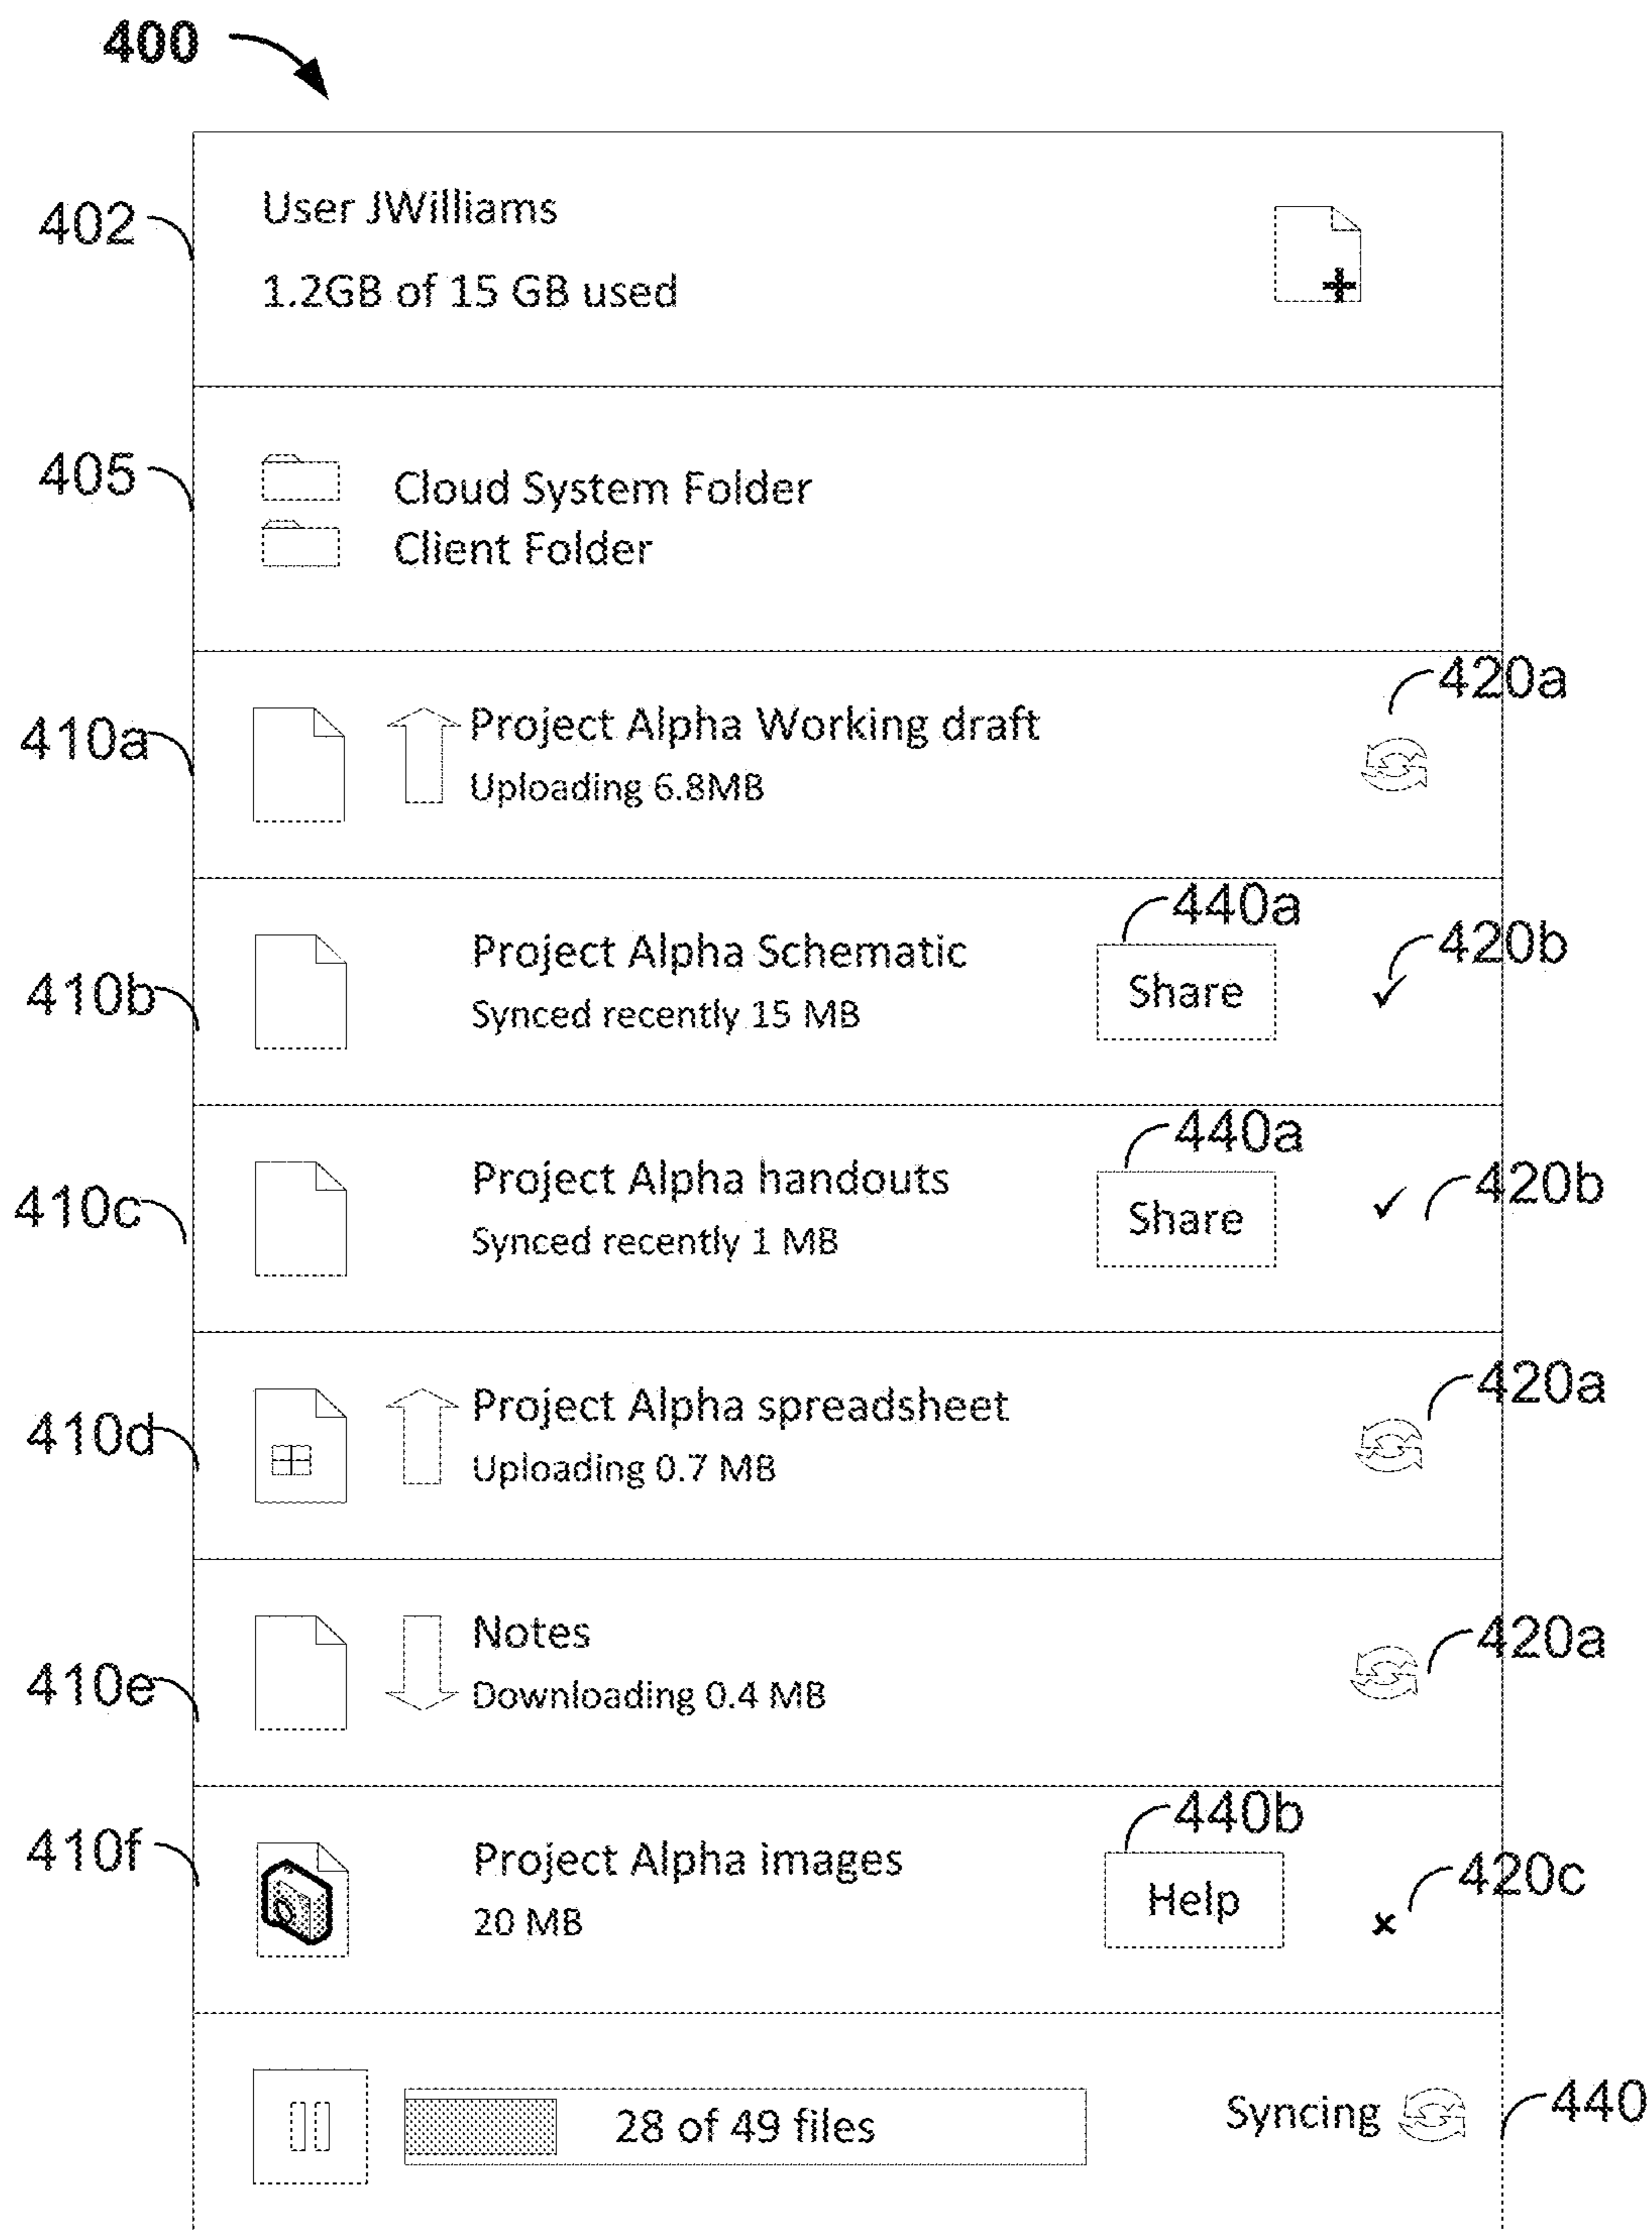 400
402
User JWilliams
1.2GB of 15 GB used
405
Cloud System Folder
Client Folder
420a
410a
Project Alpha Working draft
Uploading 6.8MB
440a
420b
410b
Project Alpha Schematic
Synced recently 15 MB
Share
440a
420b
410c
Project Alpha handouts
Synced recently 1 MB
Share
420a
410d
Project Alpha spreadsheet
Uploading 0.7 MB
420a
410e
Notes
Downloading 0.4 MB
440b
420c
410f
Project Alpha images
20 MB
Help
28 of 49 files
Syncing
440